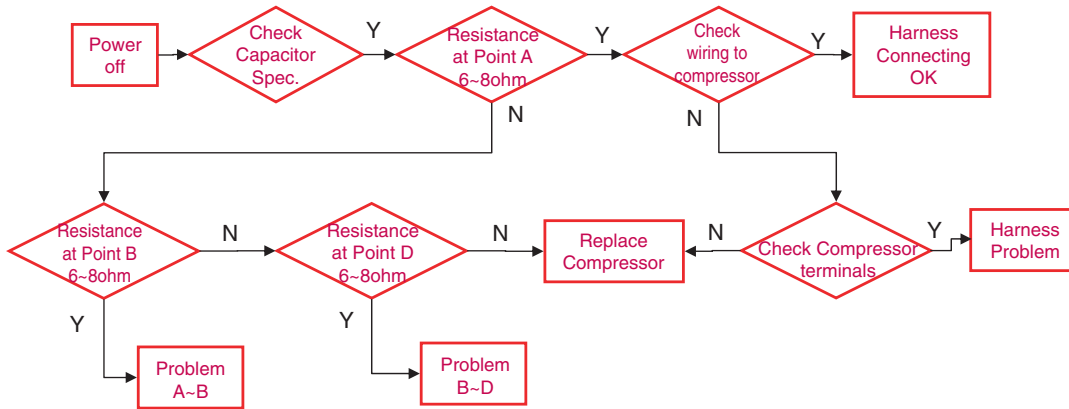 Power
off
Check
Capacitor
Spec.
Y
Resistance
at Point A
6~8ohm
Y
Check
wiring to
compressor
Y
Harness
Connecting
OK
N
N
Resistance
at Point B
6~8ohm
N
Resistance
at Point D
6~8ohm
N
Replace
Compressor
N
Check Compressor
terminals
Y
Harness
Problem
Y
Problem
A~B
Y
Problem
B~D